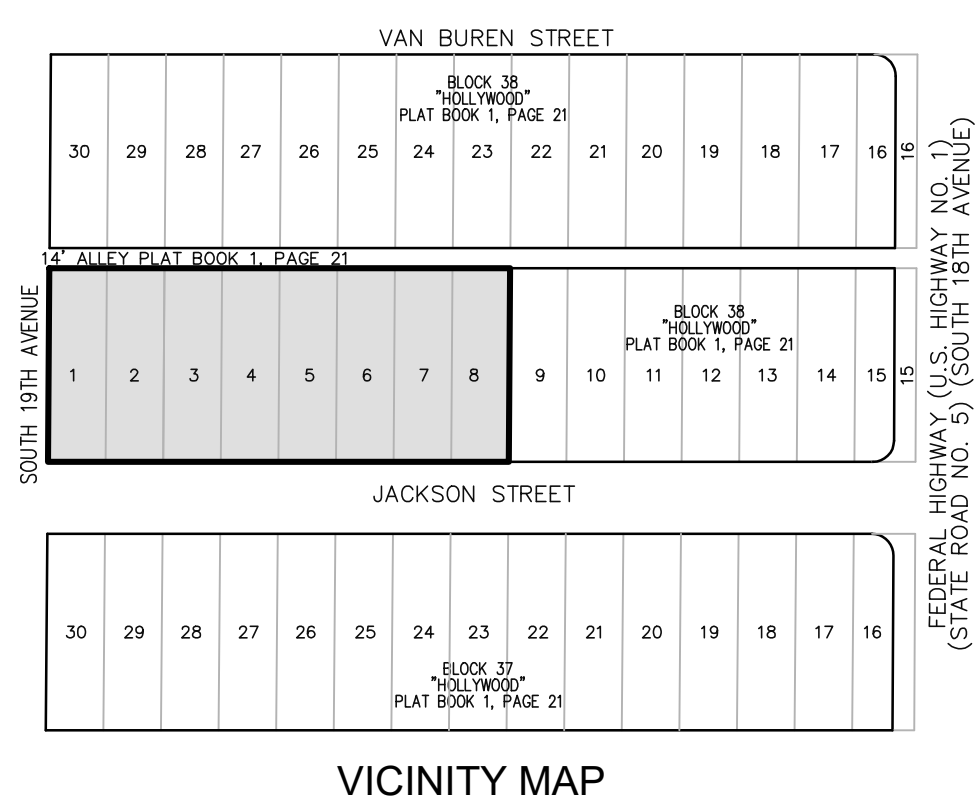 VAN BUREN STREET
BLOCK 38
"HOLLYWOOD"
PLAT BOOK 1, PAGE 21
30 29 28 27 26 25 24 23 22 21 20 19 18 17 16 16
14' ALLEY PLAT BOOK 1, PAGE 21
SOUTH 19TH AVENUE
BLOCK 38
"HOLLYWOOD"
PLAT BOOK 1, PAGE 21
1 2 3 4 5 6 7 8 9 10 11 12 13 14 15 15
JACKSON STREET
FEDERAL HIGHWAY (U.S. HIGHWAY NO. 1)
(STATE ROAD NO. 5) (SOUTH 18TH AVENUE)
30 29 28 27 26 25 24 23 22 21 20 19 18 17 16
BLOCK 37
"HOLLYWOOD"
PLAT BOOK 1, PAGE 21
VICINITY MAP